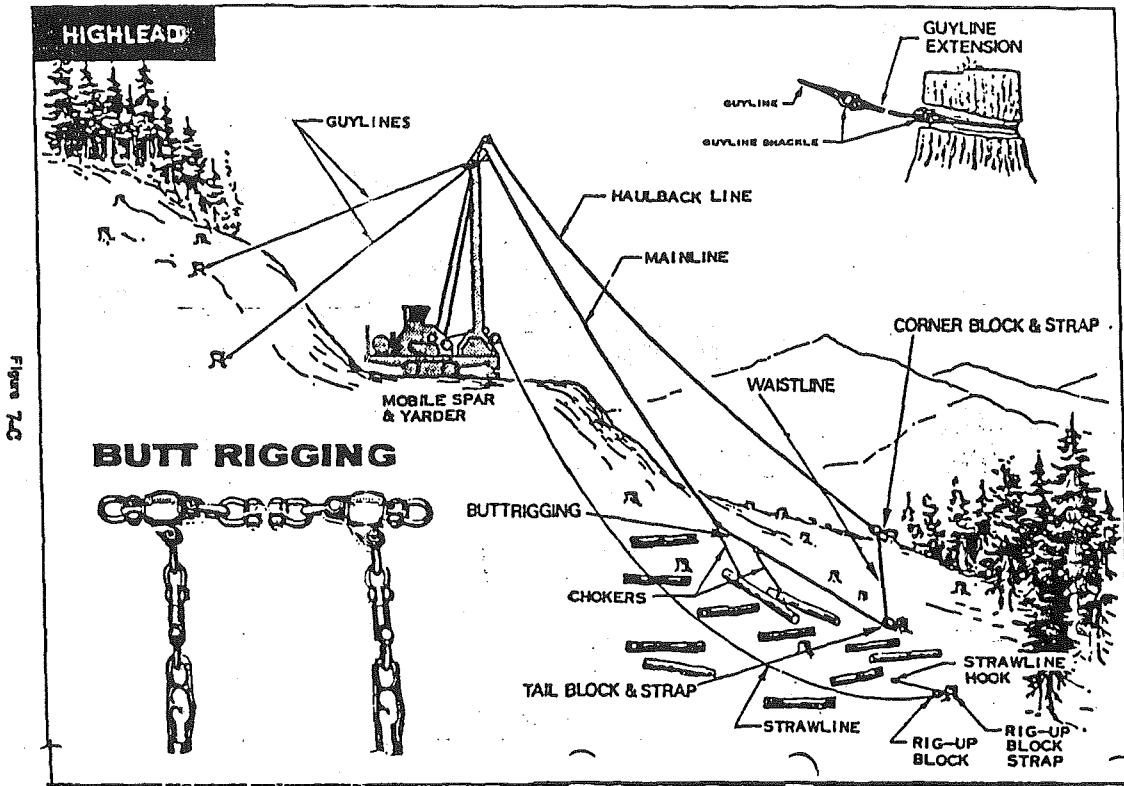 HIGHLEAD
GUYLINE
EXTENSION
GUYLINE
GUYLINE SHACKLE
GUYLINES
HAULBACK LINE
MAINLINE
CORNER BLOCK & STRAP
WAISTLINE
MOBILE SPAR
& YARDER
Figure 7-C
BUTT RIGGING
BUTTRIGGING
CHOKERS
TAIL BLOCK & STRAP
STRAWLINE
HOOK
STRAWLINE
RIG-UP
BLOCK
RIG-UP
BLOCK
STRAP